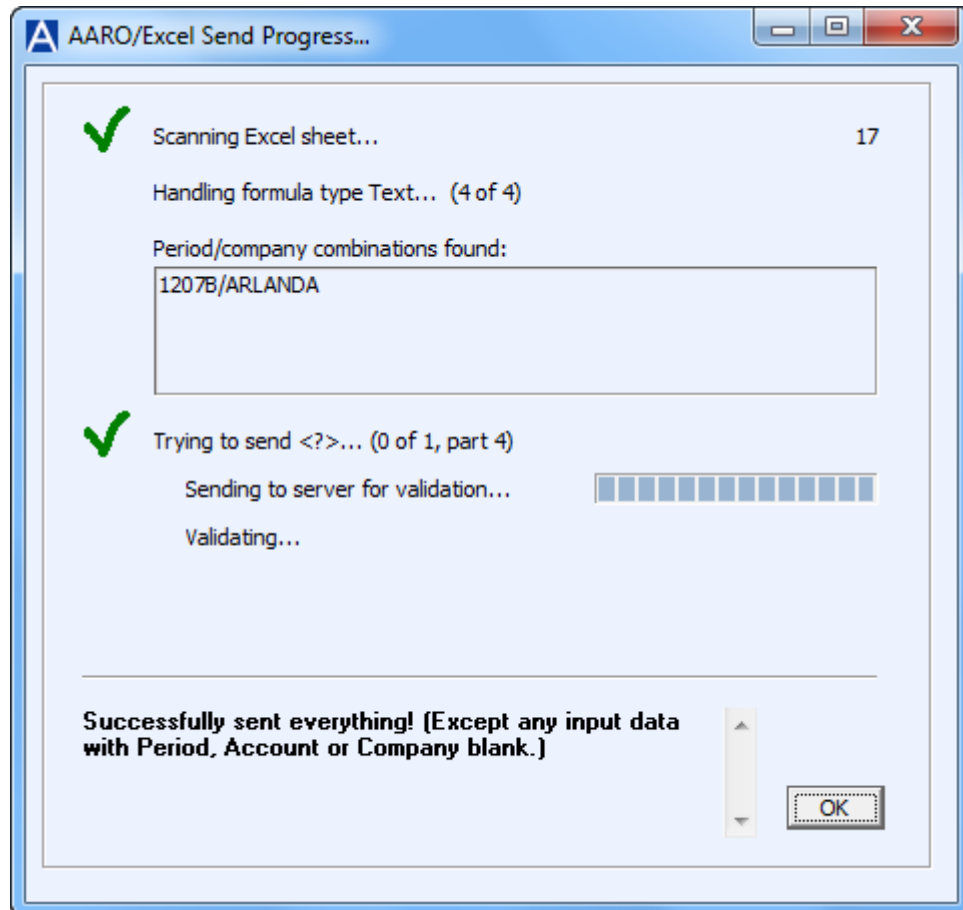 AARO/Excel Send Progress...
Scanning Excel sheet... 17
Handling formula type Text... (4 of 4)
Period/company combinations found:
1207B/ARLANDA
Trying to send <?>... (0 of 1, part 4)
Sending to server for validation...
Validating...
Successfully sent everything! (Except any input data
with Period, Account or Company blank.)
OK